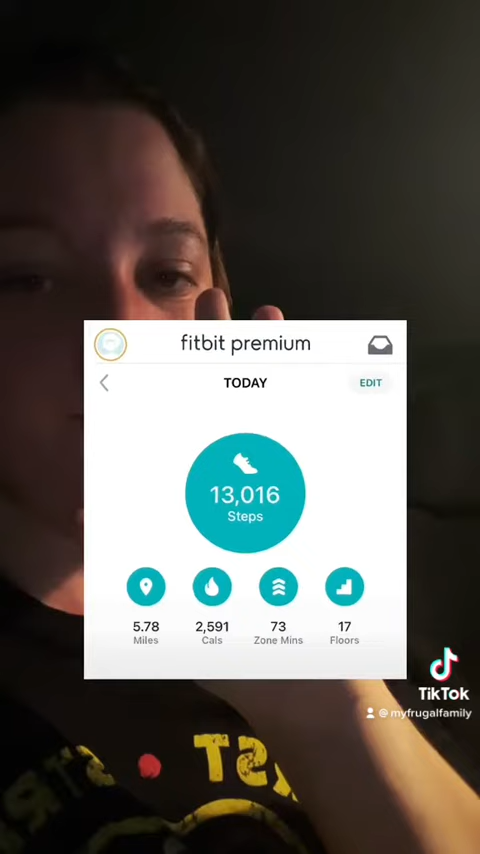 fitbit premium
TODAY
EDIT
13,016
Steps
5.78
Miles
2,591
Cals
73
Zone Mins
17
Floors
TikTok
@myfrugalfamily